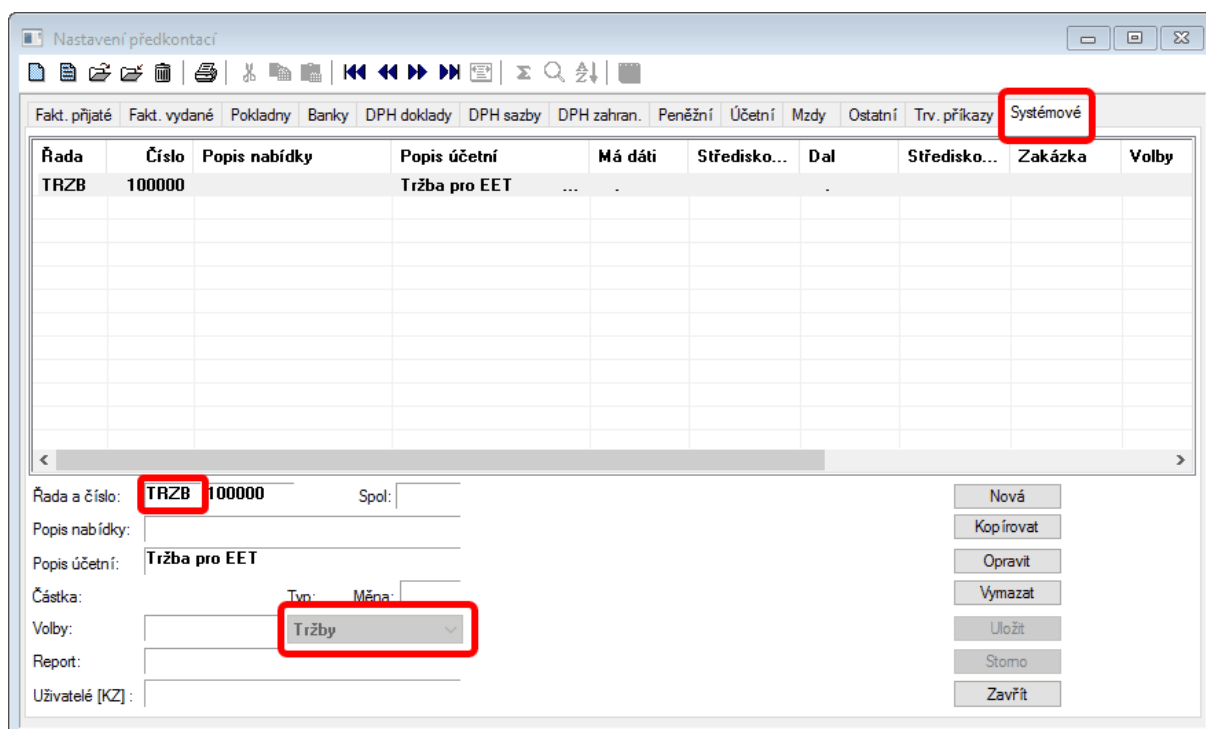 Nastavení předkontací
Fakt. přijaté Fakt. vydané Pokladny Banky DPH doklady DPH sazby DPH zahran. Peněžní Účetní Mzdy Ostatní Trv. příkazy Systémové
Řada Číslo Popis nabídky Popis účetní Má dáti Středisko... Dal Středisko... Zakázka Volby
TRZB 100000 Tržba pro EET ... . .
Řada a číslo: TRZB 100000 Spol: Nová
Popis nabídky: Kopírovat
Popis účetní: Tržba pro EET Opravit
Částka: Typ: Měna: Vymazat
Volby: Tržby Uložit
Report: Storno
Uživatelé [KZ] : Zavřít